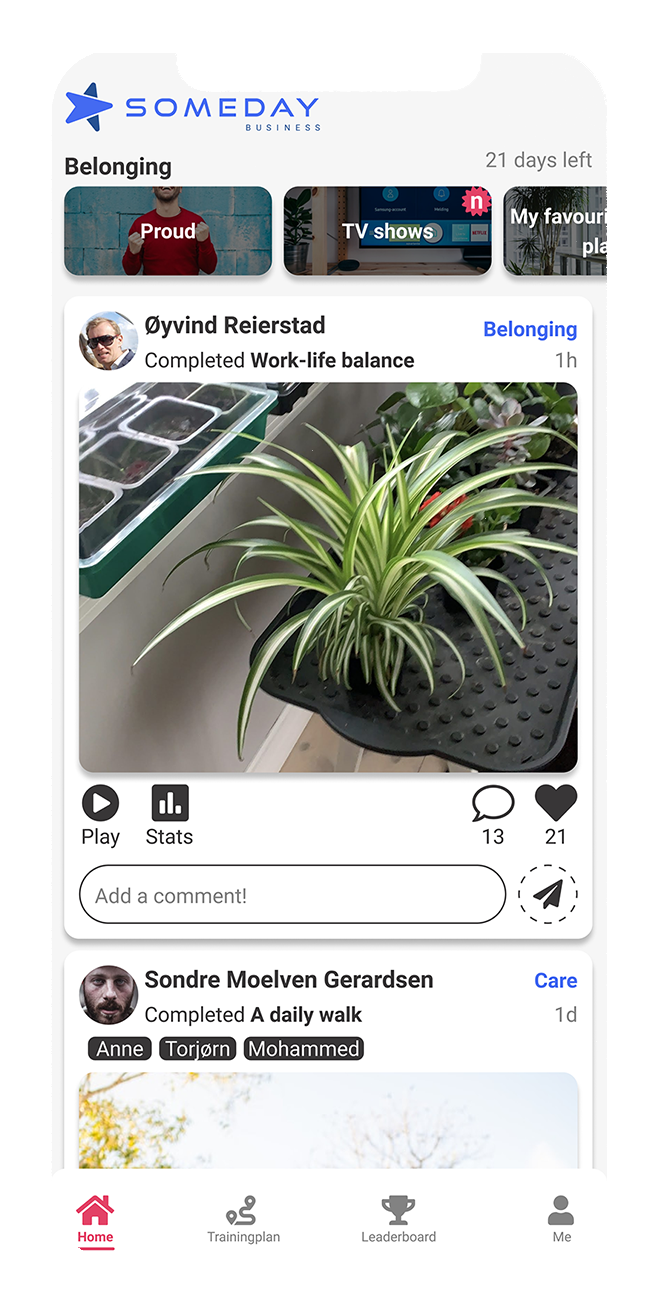 SOMEDAY
BUSINESS
Belonging
21 days left
Proud
TV shows
n
My favouri
pla
Øyvind Reierstad
Belonging
Completed Work-life balance
1h
Play
Stats
13
21
Add a comment!
Sondre Moelven Gerardsen
Care
Completed A daily walk
1d
Anne Torjørn Mohammed
Home
Trainingplan
Leaderboard
Me